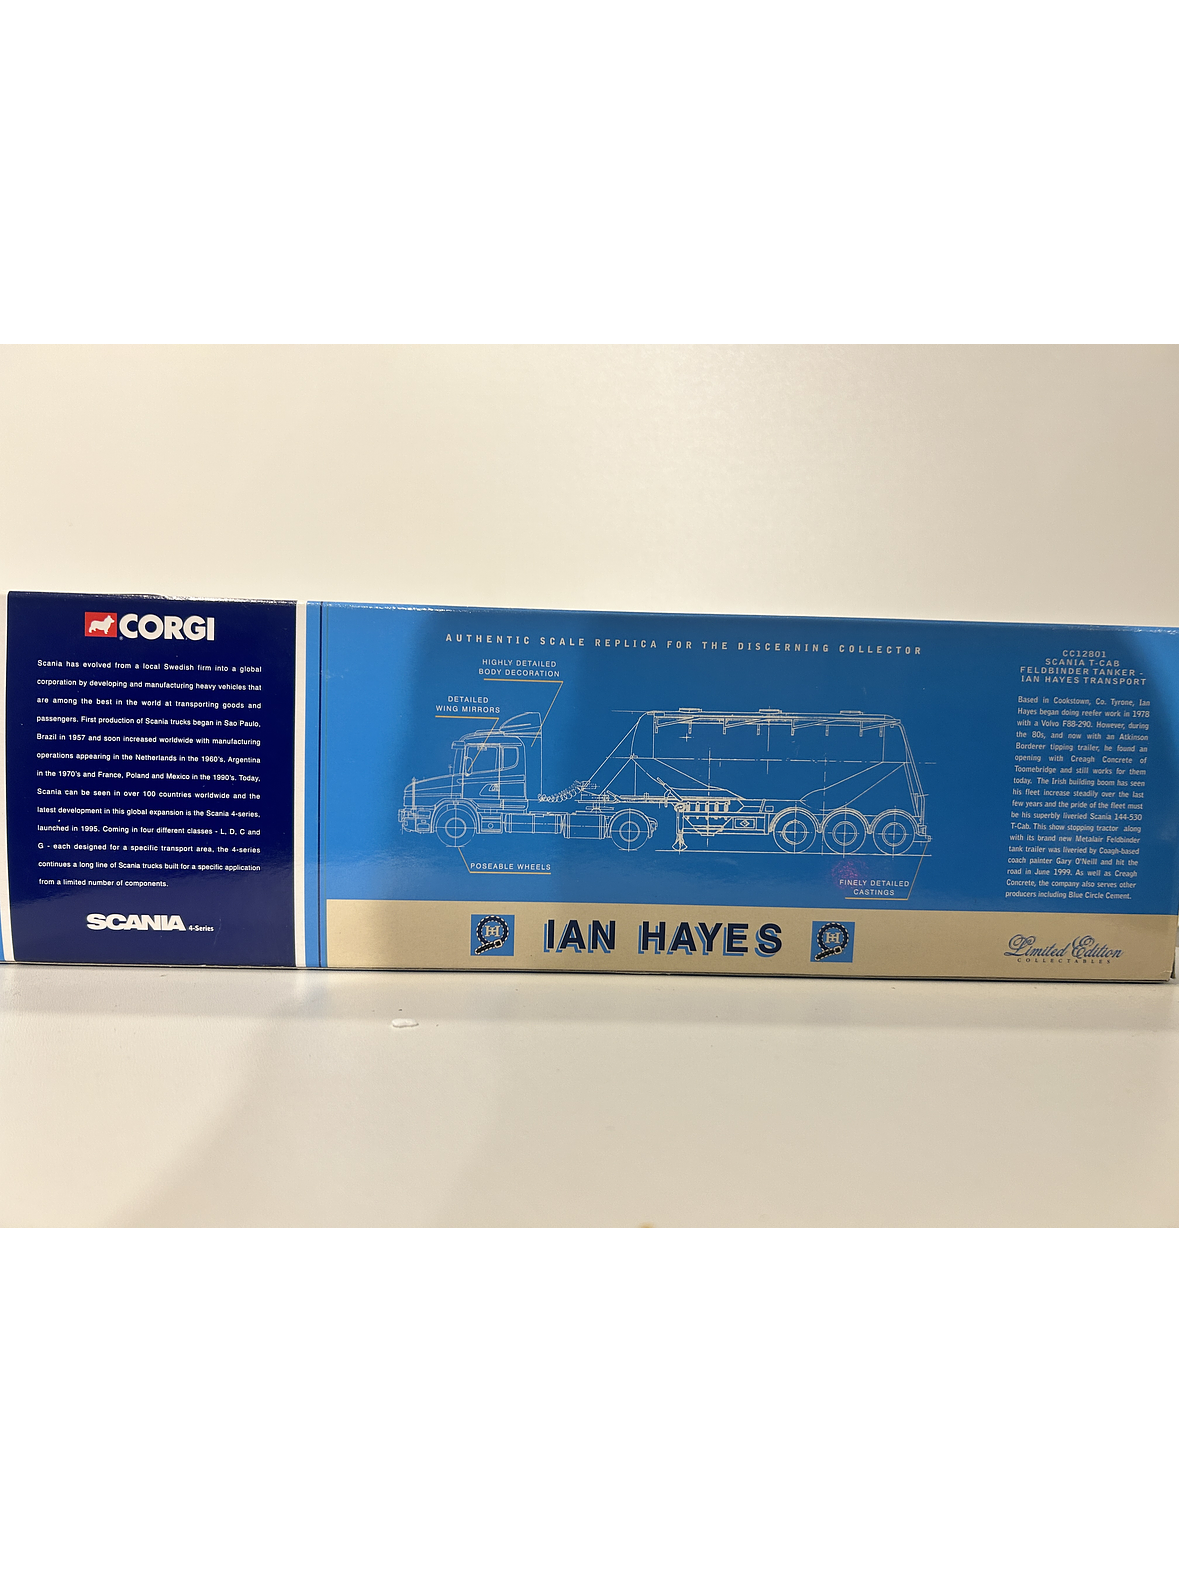 CORGI
Scania has evolved from a local Swedish firm into a global
corporation by developing and manufacturing heavy vehicles that
are among the best in the world at transporting goods and
passengers. First production of Scania trucks began in Sao Paulo,
Brazil in 1957 and soon increased worldwide with manufacturing
operations appearing in the Netherlands in the 1960's, Argentina
in the 1970's and France, Poland and Mexico in the 1990's. Today,
Scania can be seen in over 100 countries worldwide and the
latest development in this global expansion is the Scania 4-series,
launched in 1995. Coming in four different classes - L, D, C and
G - each designed for a specific transport area, the 4-series
continues a long line of Scania trucks built for a specific application
from a limited number of components.
SCANIA 4-Series
AUTHENTIC SCALE REPLICA FOR THE DISCERNING COLLECTOR
HIGHLY DETAILED
BODY DECORATION
DETAILED
WING MIRRORS
POSEABLE WHEELS
FINELY DETAILED
CASTINGS
CC12801
SCANIA T-CAB
FELDBINDER TANKER -
IAN HAYES TRANSPORT
Based in Cookstown, Co. Tyrone, Ian
Hayes began doing reefer work in 1978
with a Volvo F88-290. However, during
the 80s, and now with an Atkinson
Borderer tipping trailer, he found an
opening with Creagh Concrete of
Toomebridge and still works for them
today. The Irish building boom has seen
his fleet increase steadily over the last
few years and the pride of the fleet must
be his superbly liveried Scania 144-530
T-Cab. This show stopping tractor along
with its brand new Metalair Feldbinder
tank trailer was liveried by Coagh-based
coach painter Gary O'Neill and hit the
road in June 1999. As well as Creagh
Concrete, the company also serves other
producers including Blue Circle Cement.
IH IAN HAYES IH
Limited Edition
COLLECTABLES